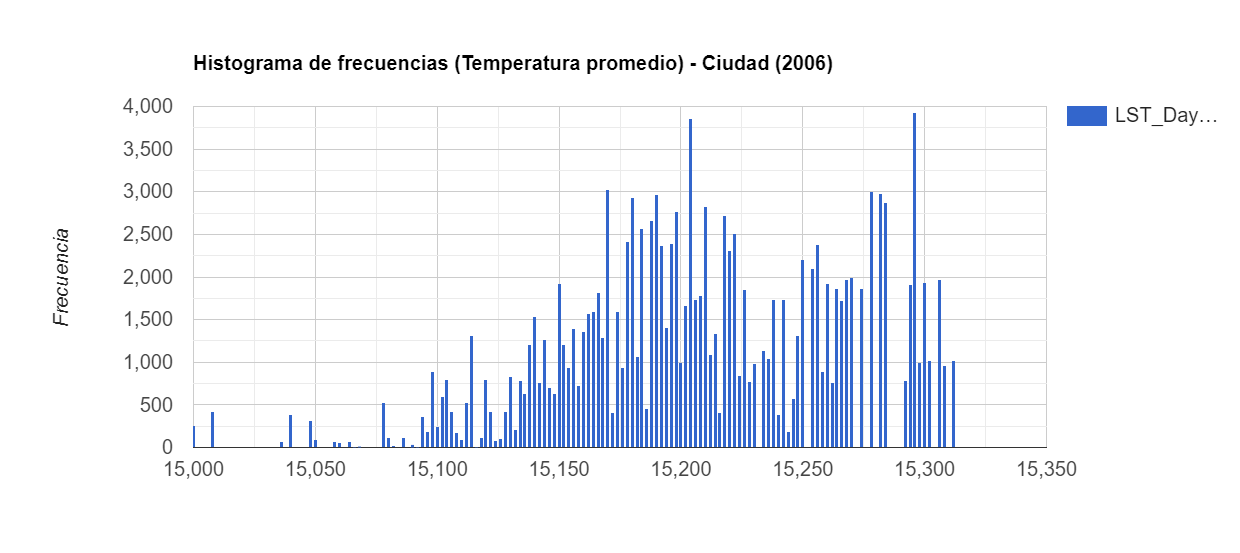 Histograma de frecuencias (Temperatura promedio) - Ciudad (2006)
LST_Day…
Frecuencia
4,000
3,500
3,000
2,500
2,000
1,500
1,000
500
0
15,000 15,050 15,100 15,150 15,200 15,250 15,300 15,350